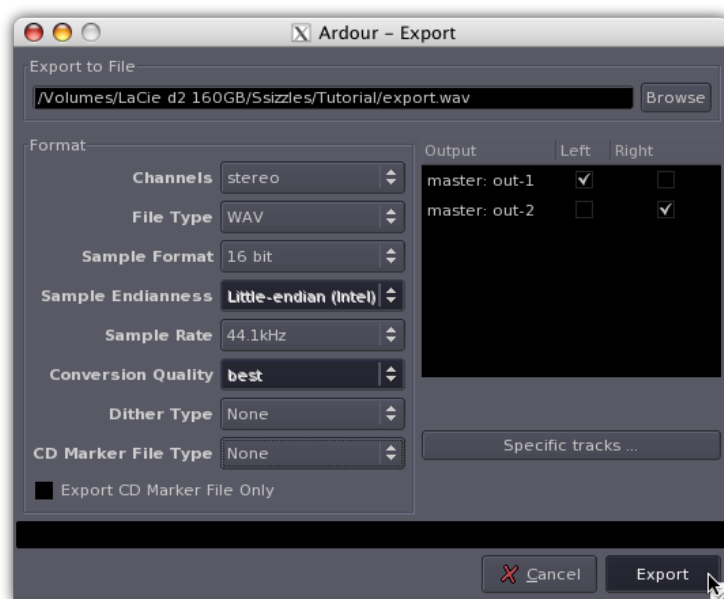 Ardour – Export
Export to File
/Volumes/LaCie d2 160GB/Ssizzles/Tutorial/export.wav
Browse
Format
Channels stereo
File Type WAV
Sample Format 16 bit
Sample Endianness Little-endian (Intel)
Sample Rate 44.1kHz
Conversion Quality best
Dither Type None
CD Marker File Type None
Export CD Marker File Only
Output Left Right
master: out-1
master: out-2
Specific tracks ...
Cancel
Export